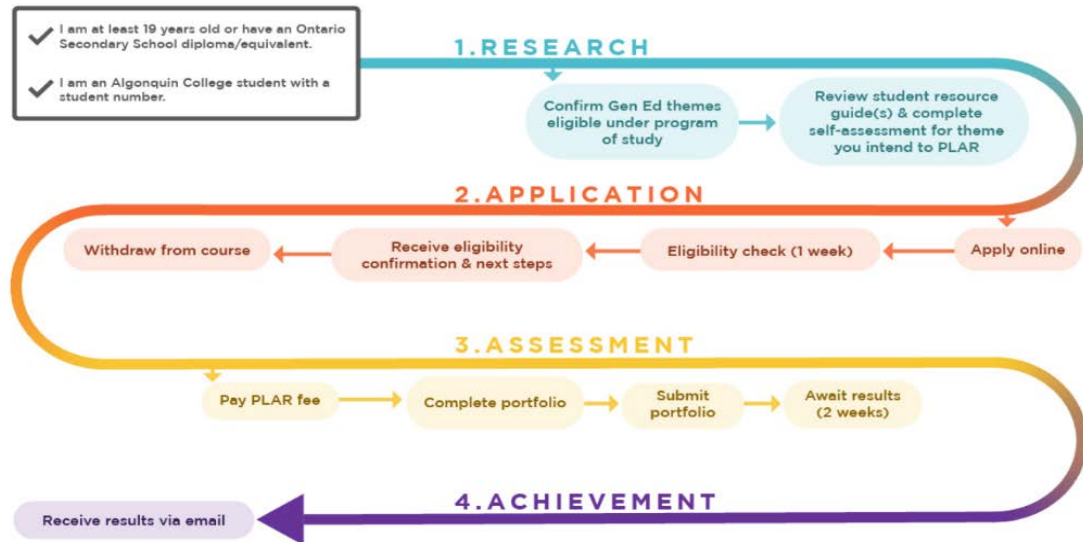 I am at least 19 years old or have an Ontario
Secondary School diploma/equivalent.
I am an Algonquin College student with a
student number.
1.RESEARCH
Confirm Gen Ed themes
eligible under program
of study
Review student resource
guide(s) & complete
self-assessment for theme
you intend to PLAR
2.APPLICATION
Apply online
Eligibility check (1 week)
Receive eligibility
confirmation & next steps
Withdraw from course
3.ASSESSMENT
Pay PLAR fee
Complete portfolio
Submit
portfolio
Await results
(2 weeks)
4.ACHIEVEMENT
Receive results via email